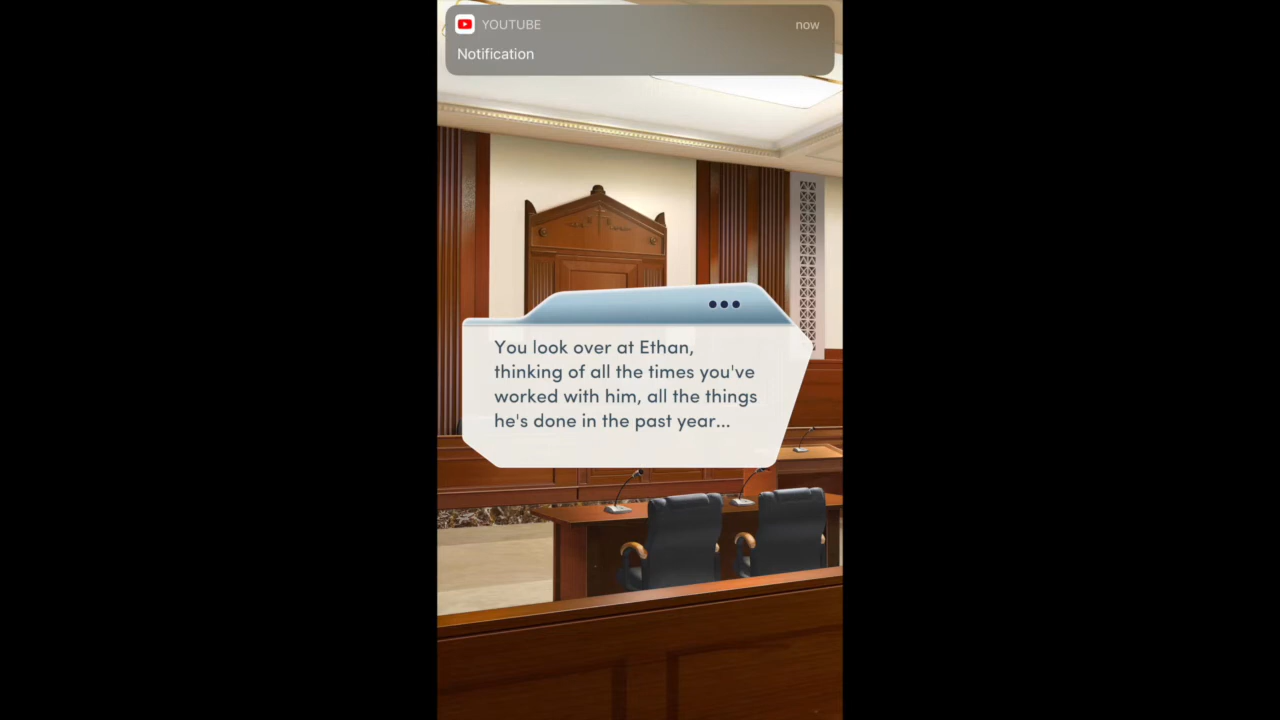 YOUTUBE now
Notification
You look over at Ethan,
thinking of all the times you've
worked with him, all the things
he's done in the past year...